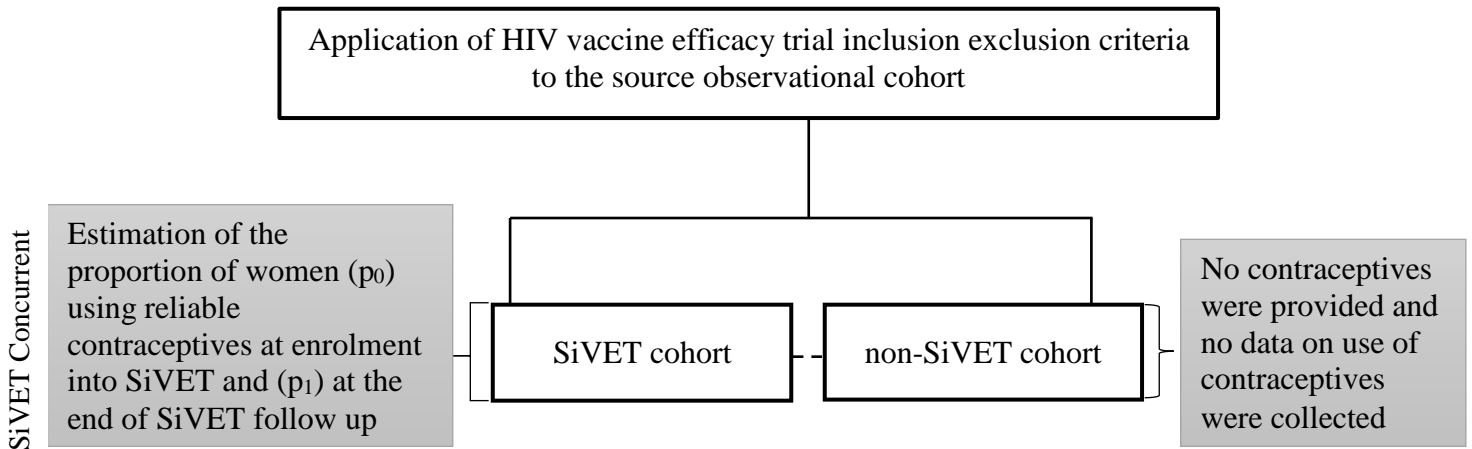 Application of HIV vaccine efficacy trial inclusion exclusion criteria
to the source observational cohort
SiVET Concurrent
Estimation of the
proportion of women (p₀)
using reliable
contraceptives at enrolment
into SiVET and (p₁) at the
end of SiVET follow up
SiVET cohort
non-SiVET cohort
No contraceptives
were provided and
no data on use of
contraceptives
were collected